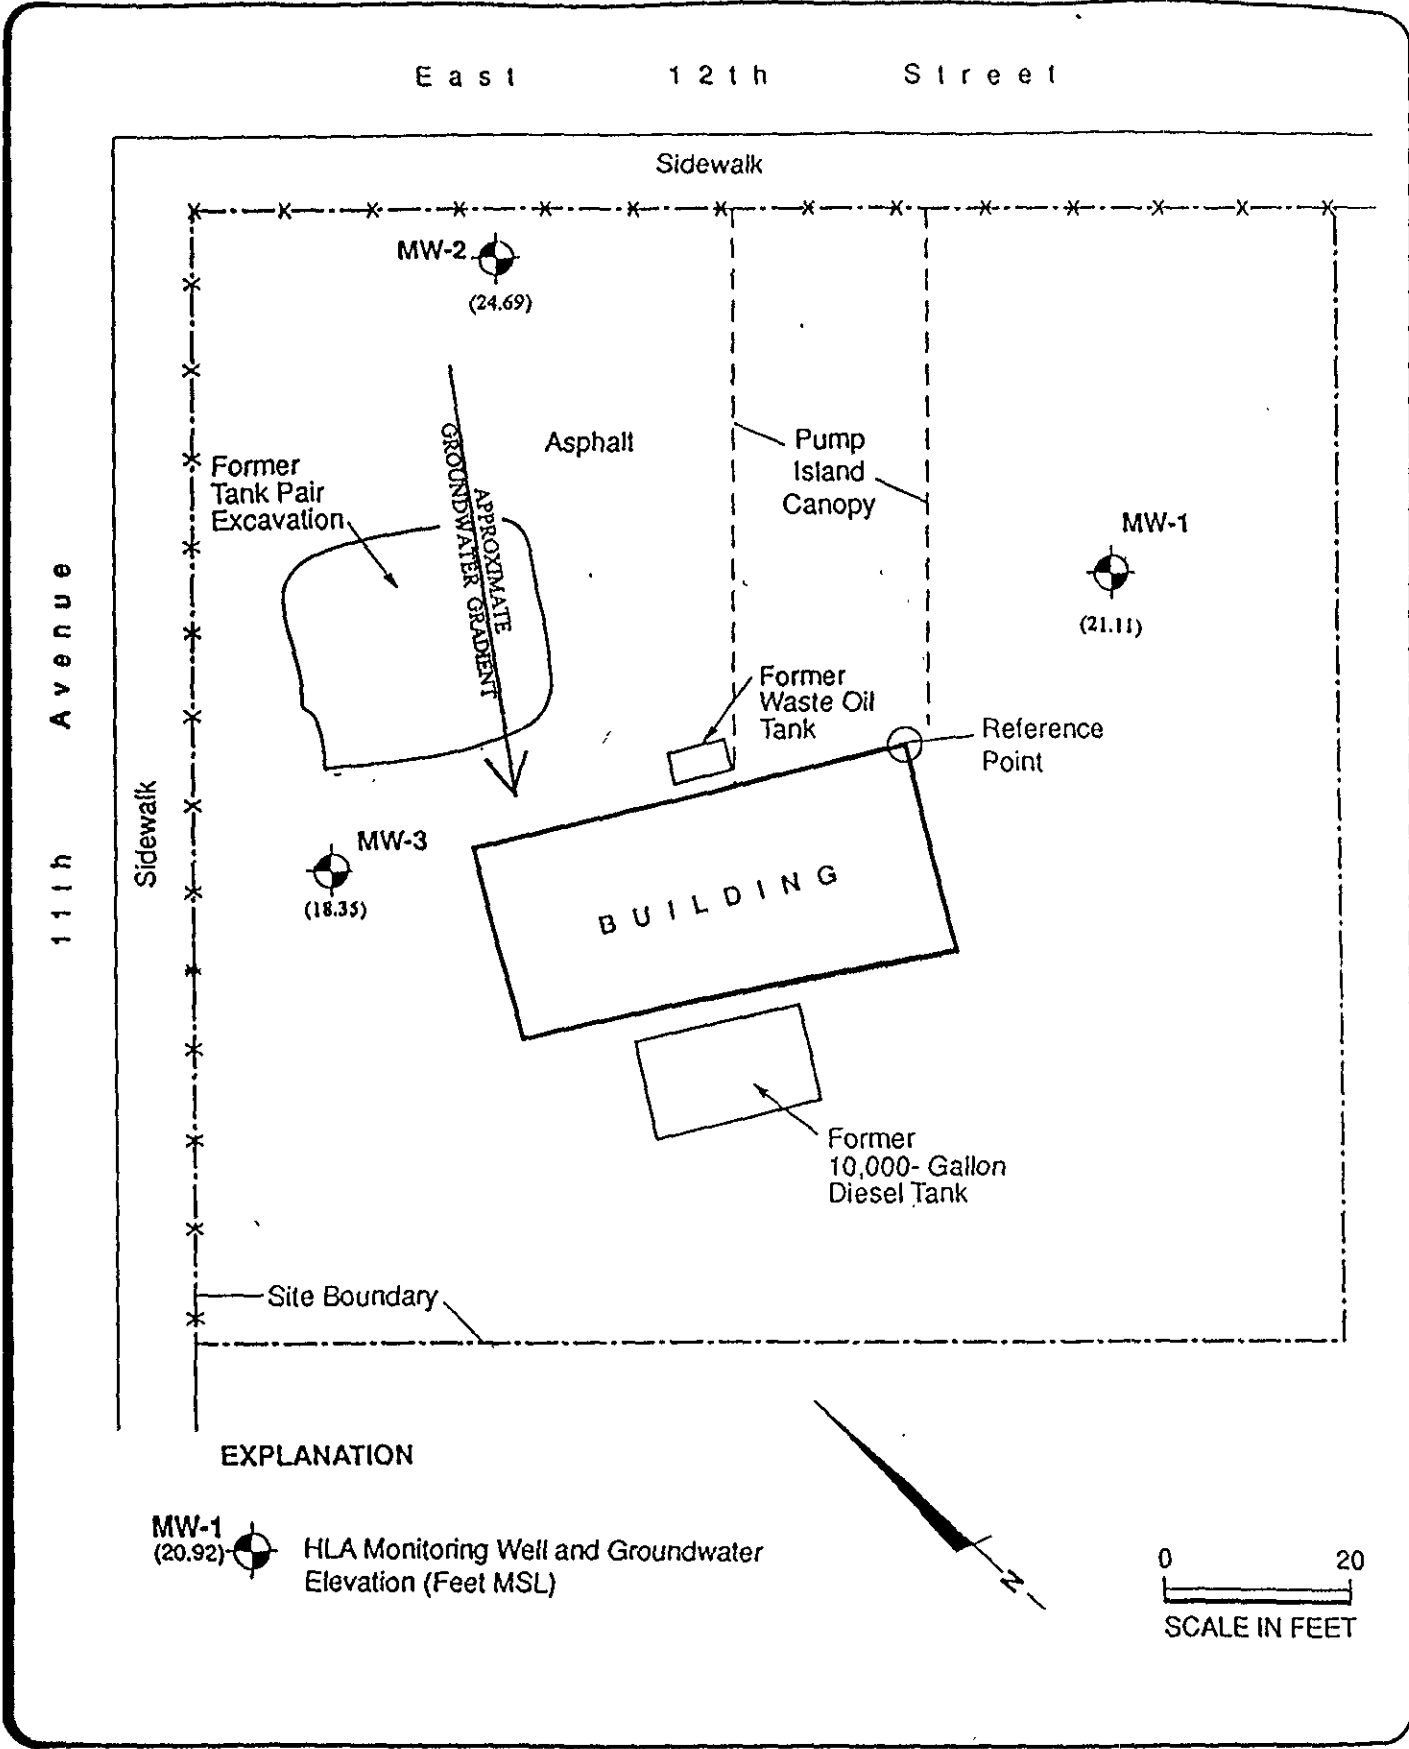 East 12th Street
Sidewalk
MW-2
(24.69)
Asphalt
Pump
Island
Canopy
Former
Tank Pair
Excavation
APPROXIMATE
GROUNDWATER GRADIENT
MW-1
(21.11)
Former
Waste Oil
Tank
Reference
Point
11th Avenue
Sidewalk
MW-3
(18.35)
BUILDING
Former
10,000- Gallon
Diesel Tank
Site Boundary
EXPLANATION
MW-1
(20.92)
HLA Monitoring Well and Groundwater
Elevation (Feet MSL)
N
0 20
SCALE IN FEET